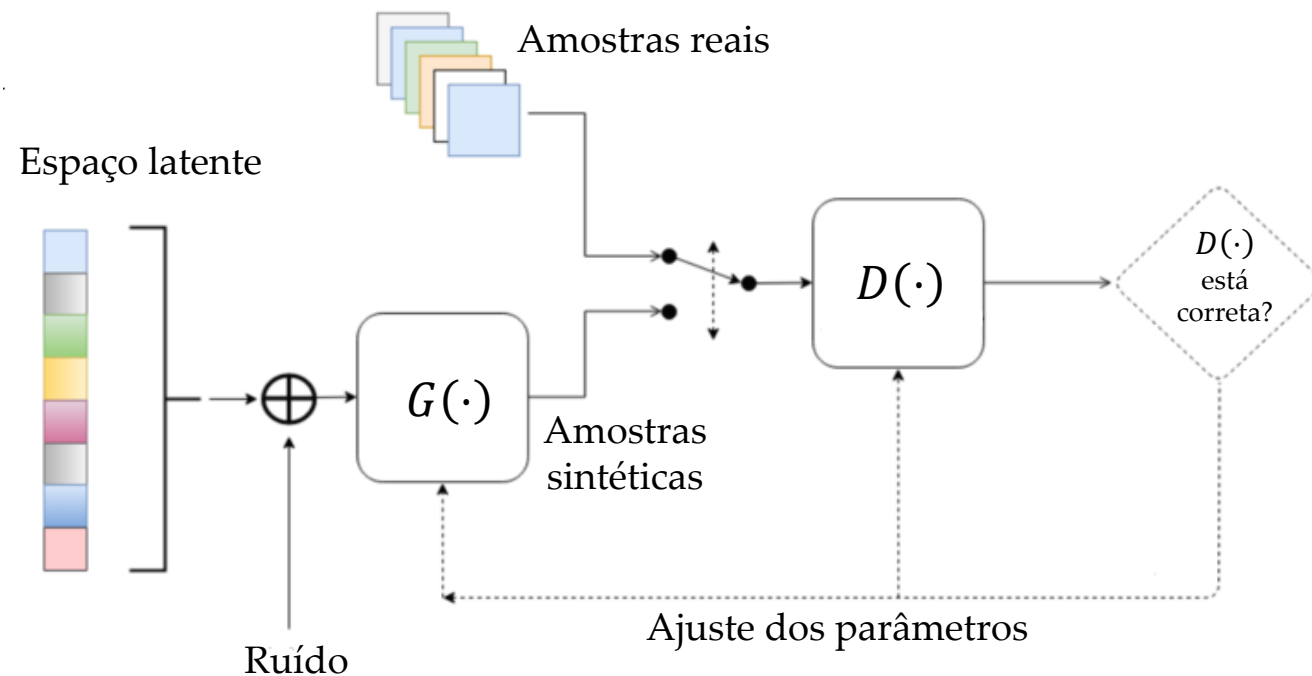 Amostras reais
Espaço latente
D(·)
está
correta?
D(·)
G(·)
Amostras
sintéticas
Ajuste dos parâmetros
Ruído